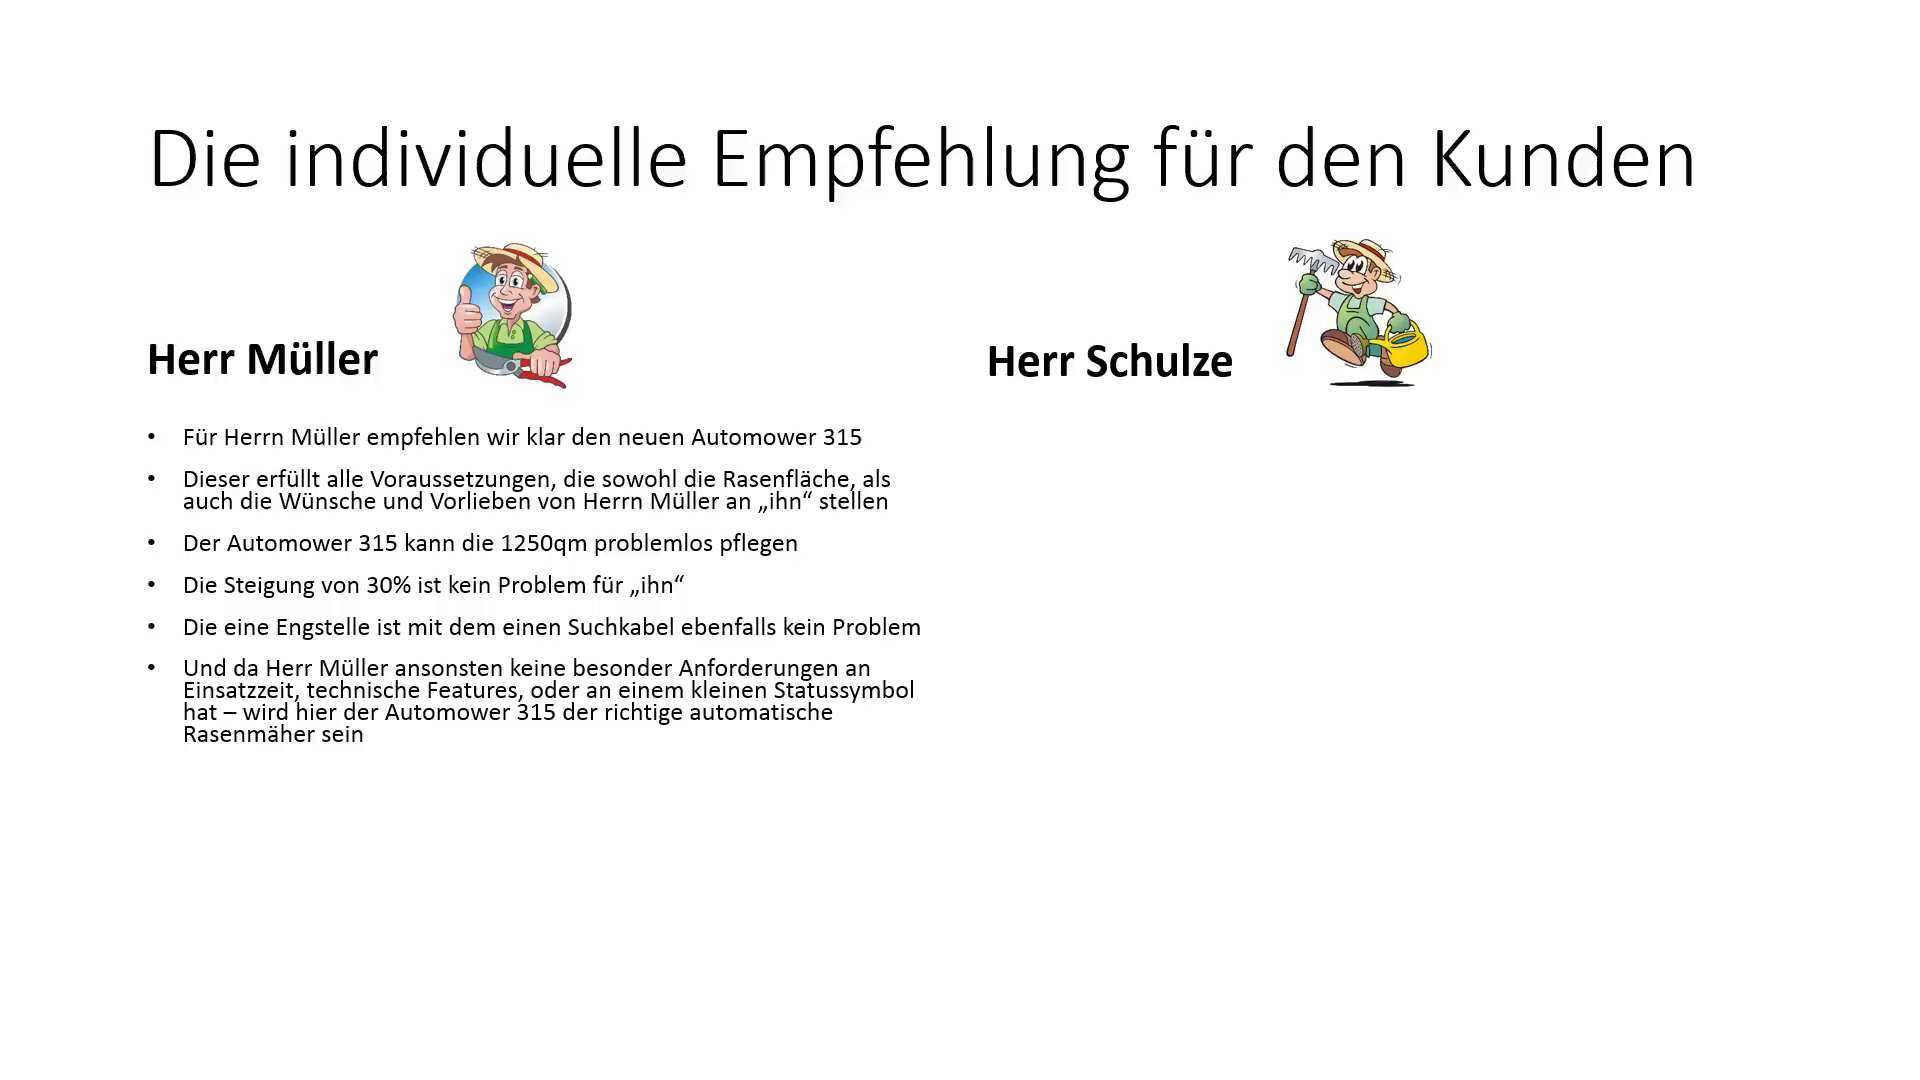 Die individuelle Empfehlung für den Kunden
Herr Müller
• Für Herrn Müller empfehlen wir klar den neuen Automower 315
• Dieser erfüllt alle Voraussetzungen, die sowohl die Rasenfläche, als
auch die Wünsche und Vorlieben von Herrn Müller an „ihn“ stellen
• Der Automower 315 kann die 1250qm problemlos pflegen
• Die Steigung von 30% ist kein Problem für „ihn“
• Die eine Engstelle ist mit dem einen Suchkabel ebenfalls kein Problem
• Und da Herr Müller ansonsten keine besonder Anforderungen an
Einsatzzeit, technische Features, oder an einem kleinen Statussymbol
hat – wird hier der Automower 315 der richtige automatische
Rasenmäher sein
Herr Schulze